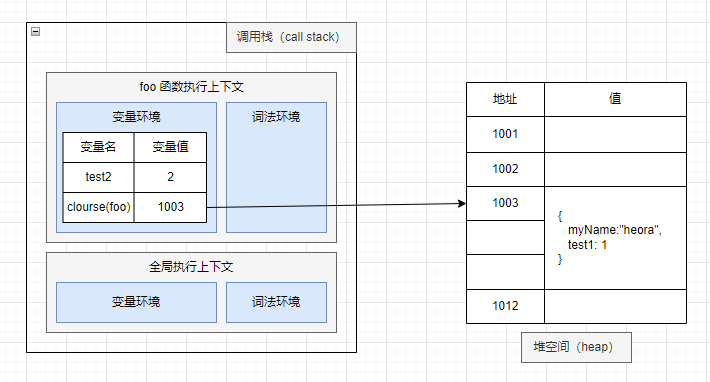 调用栈（call stack）
foo 函数执行上下文
变量环境
词法环境
变量名 变量值
test2 2
clourse(foo) 1003
全局执行上下文
变量环境
词法环境
地址 值
1001
1002
1003
{
myName:"heora",
test1: 1
}
1012
堆空间（heap）